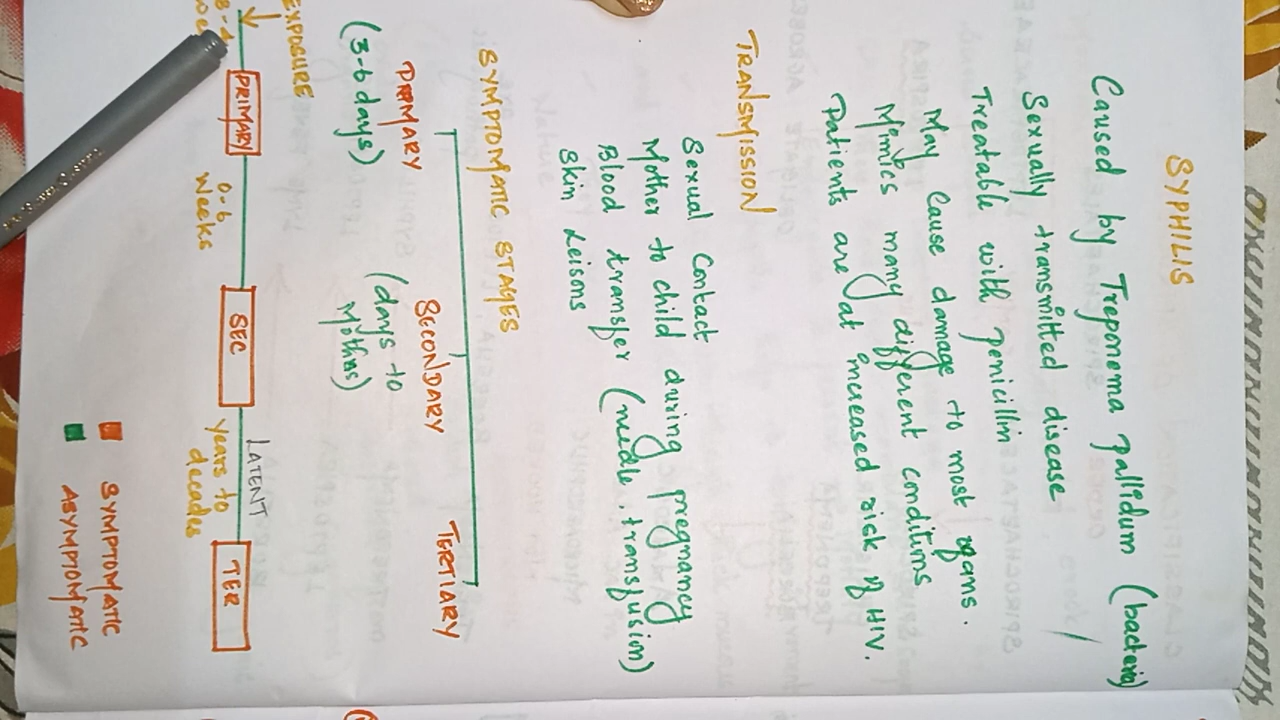 SYPHILIS
Caused by Treponema pallidum (bacteria)
Sexually transmitted disease
Treatable with penicillin
May Cause damage to most ogans.
Mimics many different conditions
Patients are at increased risk of HIV.
TRANSMISSION
Sexual Contact
Mother to child during pregnancy
Blood transfer (needle, transfusion)
Skin Leisons
SYMPTOMATIC STAGES
PRIMARY SECONDARY TERTIARY
(3-6 days) (days to
Mothns)
EXPOSURE
LATENT
PRIMARY SEC TER
0-6
Weeks
Years to
decades
SYMPTOMATIC
ASYMPTOMATIC